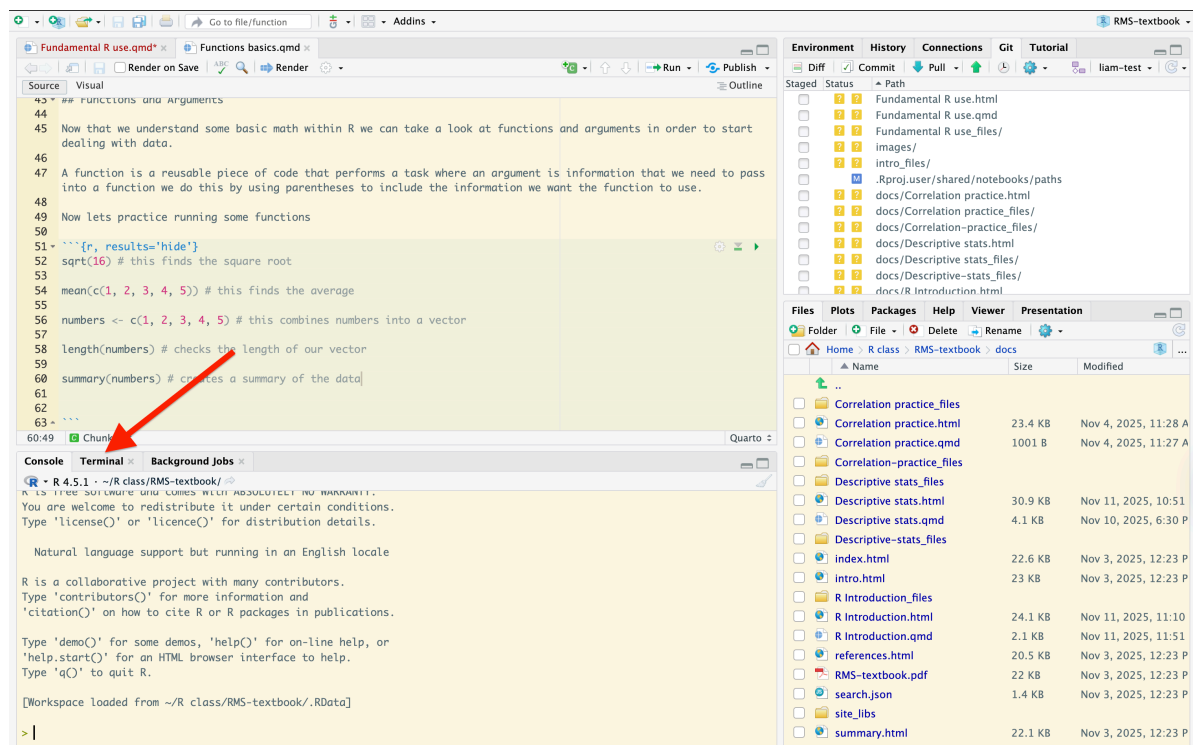 Go to file/function
Addins
RMS-textbook
Fundamental R use.qmd*
Functions basics.qmd
Render on Save
ABC
Render
Run
Publish
Source
Visual
Outline
43 ## Functions and Arguments
44
45 Now that we understand some basic math within R we can take a look at functions and arguments in order to start
dealing with data.
46
47 A function is a reusable piece of code that performs a task where an argument is information that we need to pass
into a function we do this by using parentheses to include the information we want the function to use.
48
49 Now lets practice running some functions
50
51 ```{r, results='hide'}
52 sqrt(16) # this finds the square root
53
54 mean(c(1, 2, 3, 4, 5)) # this finds the average
55
56 numbers <- c(1, 2, 3, 4, 5) # this combines numbers into a vector
57
58 length(numbers) # checks the length of our vector
59
60 summary(numbers) # creates a summary of the data
61
62
63 ```
60:49
C Chunk
Quarto
Console
Terminal
Background Jobs
R 4.5.1 · ~/R class/RMS-textbook/
R is free software and comes with ABSOLUTELY NO WARRANTY.
You are welcome to redistribute it under certain conditions.
Type 'license()' or 'licence()' for distribution details.
Natural language support but running in an English locale
R is a collaborative project with many contributors.
Type 'contributors()' for more information and
'citation()' on how to cite R or R packages in publications.
Type 'demo()' for some demos, 'help()' for on-line help, or
'help.start()' for an HTML browser interface to help.
Type 'q()' to quit R.
[Workspace loaded from ~/R class/RMS-textbook/.RData]
>
Environment
History
Connections
Git
Tutorial
Diff
Commit
Pull
liam-test
Staged Status Path
? ? Fundamental R use.html
? ? Fundamental R use.qmd
? ? Fundamental R use_files/
? ? images/
? ? intro_files/
M .Rproj.user/shared/notebooks/paths
? ? docs/Correlation practice.html
? ? docs/Correlation practice_files/
? ? docs/Correlation-practice_files/
? ? docs/Descriptive stats.html
? ? docs/Descriptive stats_files/
? ? docs/Descriptive-stats_files/
? ? docs/R Introduction.html
Files
Plots
Packages
Help
Viewer
Presentation
Folder
File
Delete
Rename
Home > R class > RMS-textbook > docs
...
Name Size Modified
..
Correlation practice_files
Correlation practice.html 23.4 KB Nov 4, 2025, 11:28 A
Correlation practice.qmd 1001 B Nov 4, 2025, 11:27 A
Correlation-practice_files
Descriptive stats_files
Descriptive stats.html 30.9 KB Nov 11, 2025, 10:51
Descriptive stats.qmd 4.1 KB Nov 10, 2025, 6:30 P
Descriptive-stats_files
index.html 22.6 KB Nov 3, 2025, 12:23 P
intro.html 23 KB Nov 3, 2025, 12:23 P
R Introduction_files
R Introduction.html 24.1 KB Nov 11, 2025, 11:10
R Introduction.qmd 2.1 KB Nov 11, 2025, 11:51
references.html 20.5 KB Nov 3, 2025, 12:23 P
RMS-textbook.pdf 22 KB Nov 3, 2025, 12:23 P
search.json 1.4 KB Nov 3, 2025, 12:23 P
site_libs
summary.html 22.1 KB Nov 3, 2025, 12:23 P